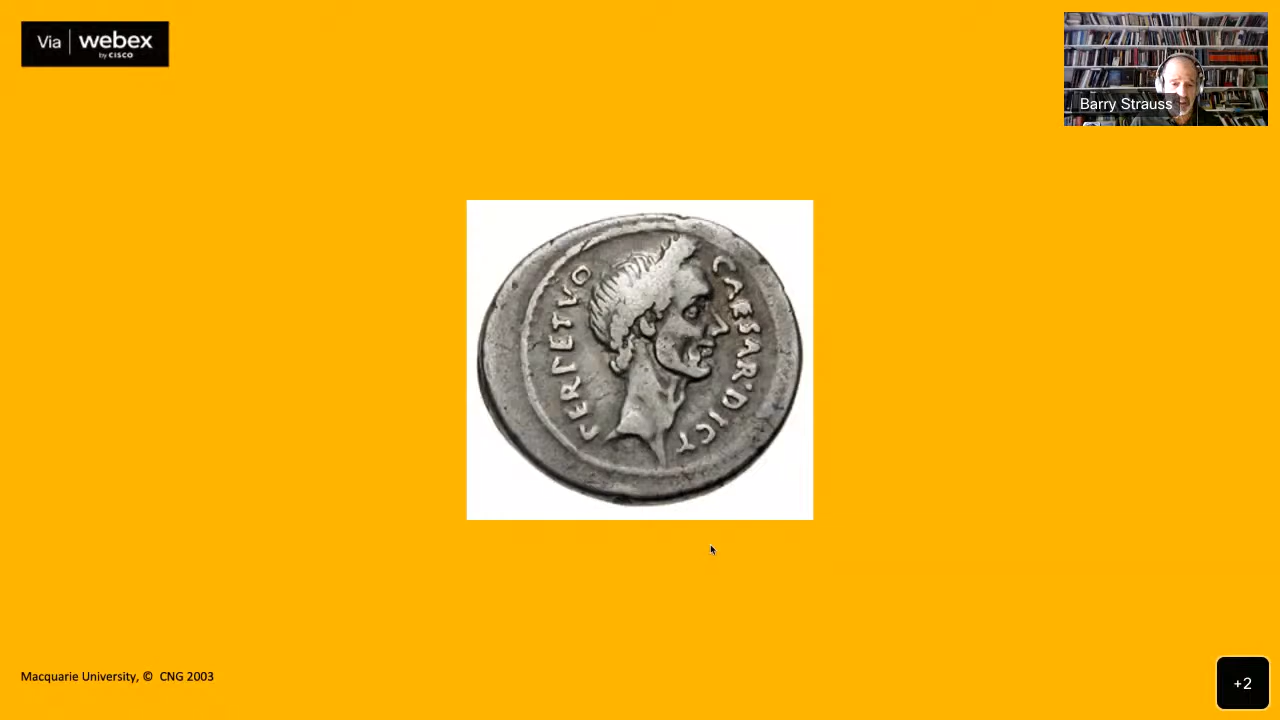 Via webex
by CISCO
Barry Strauss
CAESAR·DICT
PERPETVO
Macquarie University, © CNG 2003
+2